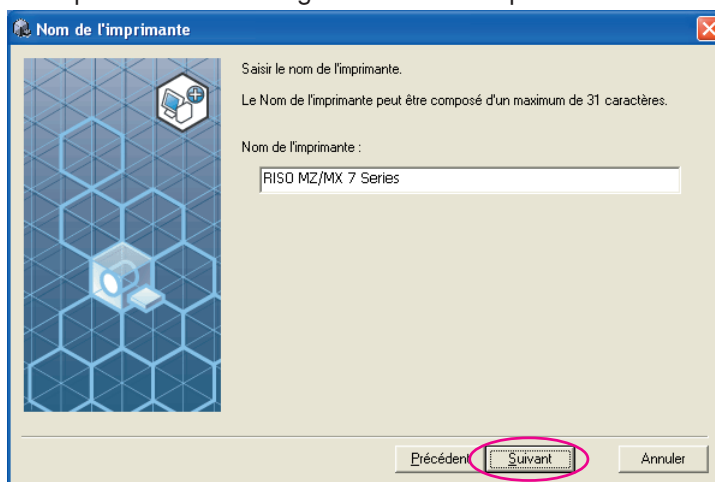 Nom de l'imprimante
Saisir le nom de l'imprimante.
Le Nom de l'imprimante peut être composé d'un maximum de 31 caractères.
Nom de l'imprimante :
RISO MZ/MX 7 Series
Précédent
Suivant
Annuler